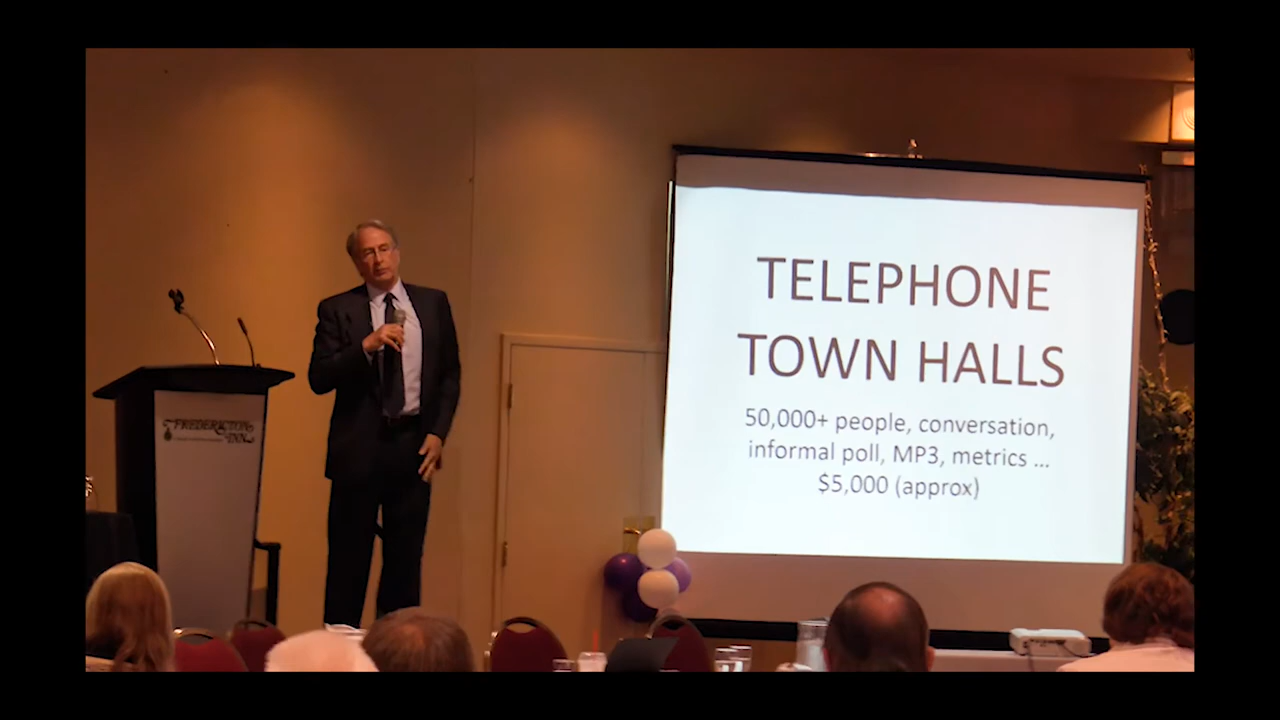 FREDERICTON
INN
TELEPHONE
TOWN HALLS
50,000+ people, conversation,
informal poll, MP3, metrics ...
$5,000 (approx)